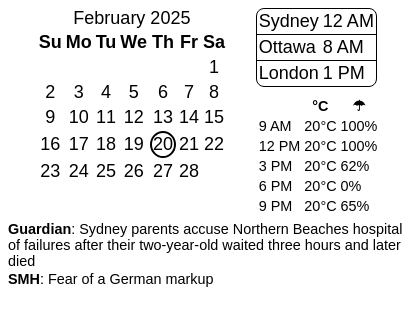 February 2025
Su Mo Tu We Th Fr Sa
1
2 3 4 5 6 7 8
9 10 11 12 13 14 15
16 17 18 19 20 21 22
23 24 25 26 27 28
Sydney 12 AM
Ottawa 8 AM
London 1 PM
°C ☂
9 AM 20°C 100%
12 PM 20°C 100%
3 PM 20°C 62%
6 PM 20°C 0%
9 PM 20°C 65%
Guardian: Sydney parents accuse Northern Beaches hospital
of failures after their two-year-old waited three hours and later
died
SMH: Fear of a German markup